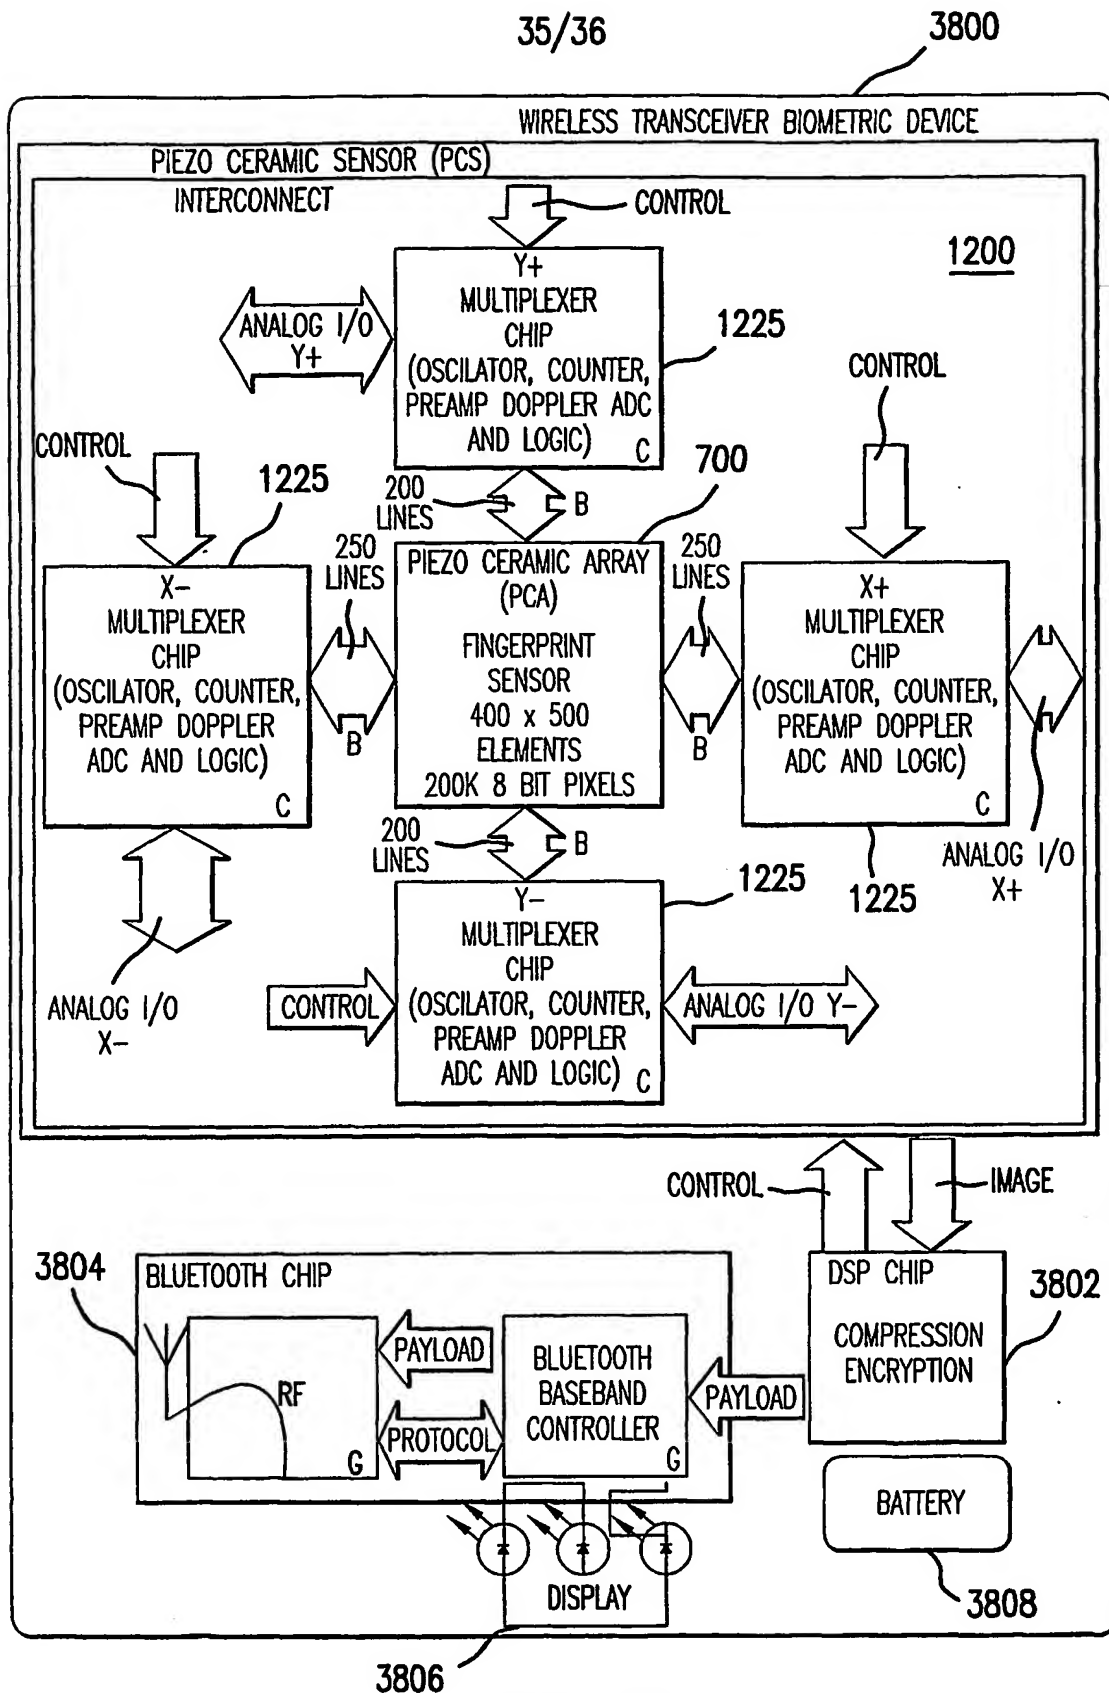 35/36
3800
WIRELESS TRANSCEIVER BIOMETRIC DEVICE
PIEZO CERAMIC SENSOR (PCS)
INTERCONNECT
CONTROL
1200
Y+
MULTIPLEXER
CHIP
(OSCILATOR, COUNTER,
PREAMP DOPPLER ADC
AND LOGIC)
C
ANALOG I/O
Y+
1225
CONTROL
CONTROL
1225
200
LINES
B
700
X-
MULTIPLEXER
CHIP
(OSCILATOR, COUNTER,
PREAMP DOPPLER
ADC AND LOGIC)
C
250
LINES
B
PIEZO CERAMIC ARRAY
(PCA)
FINGERPRINT
SENSOR
400 x 500
ELEMENTS
200K 8 BIT PIXELS
250
LINES
B
X+
MULTIPLEXER
CHIP
(OSCILATOR, COUNTER,
PREAMP DOPPLER
ADC AND LOGIC)
C
1225
ANALOG I/O
X+
200
LINES
B
1225
ANALOG I/O
X-
CONTROL
Y-
MULTIPLEXER
CHIP
(OSCILATOR, COUNTER,
PREAMP DOPPLER
ADC AND LOGIC)
C
ANALOG I/O Y-
CONTROL
IMAGE
3804
BLUETOOTH CHIP
RF
G
PAYLOAD
PROTOCOL
BLUETOOTH
BASEBAND
CONTROLLER
G
PAYLOAD
DSP CHIP
COMPRESSION
ENCRYPTION
3802
BATTERY
3808
DISPLAY
3806